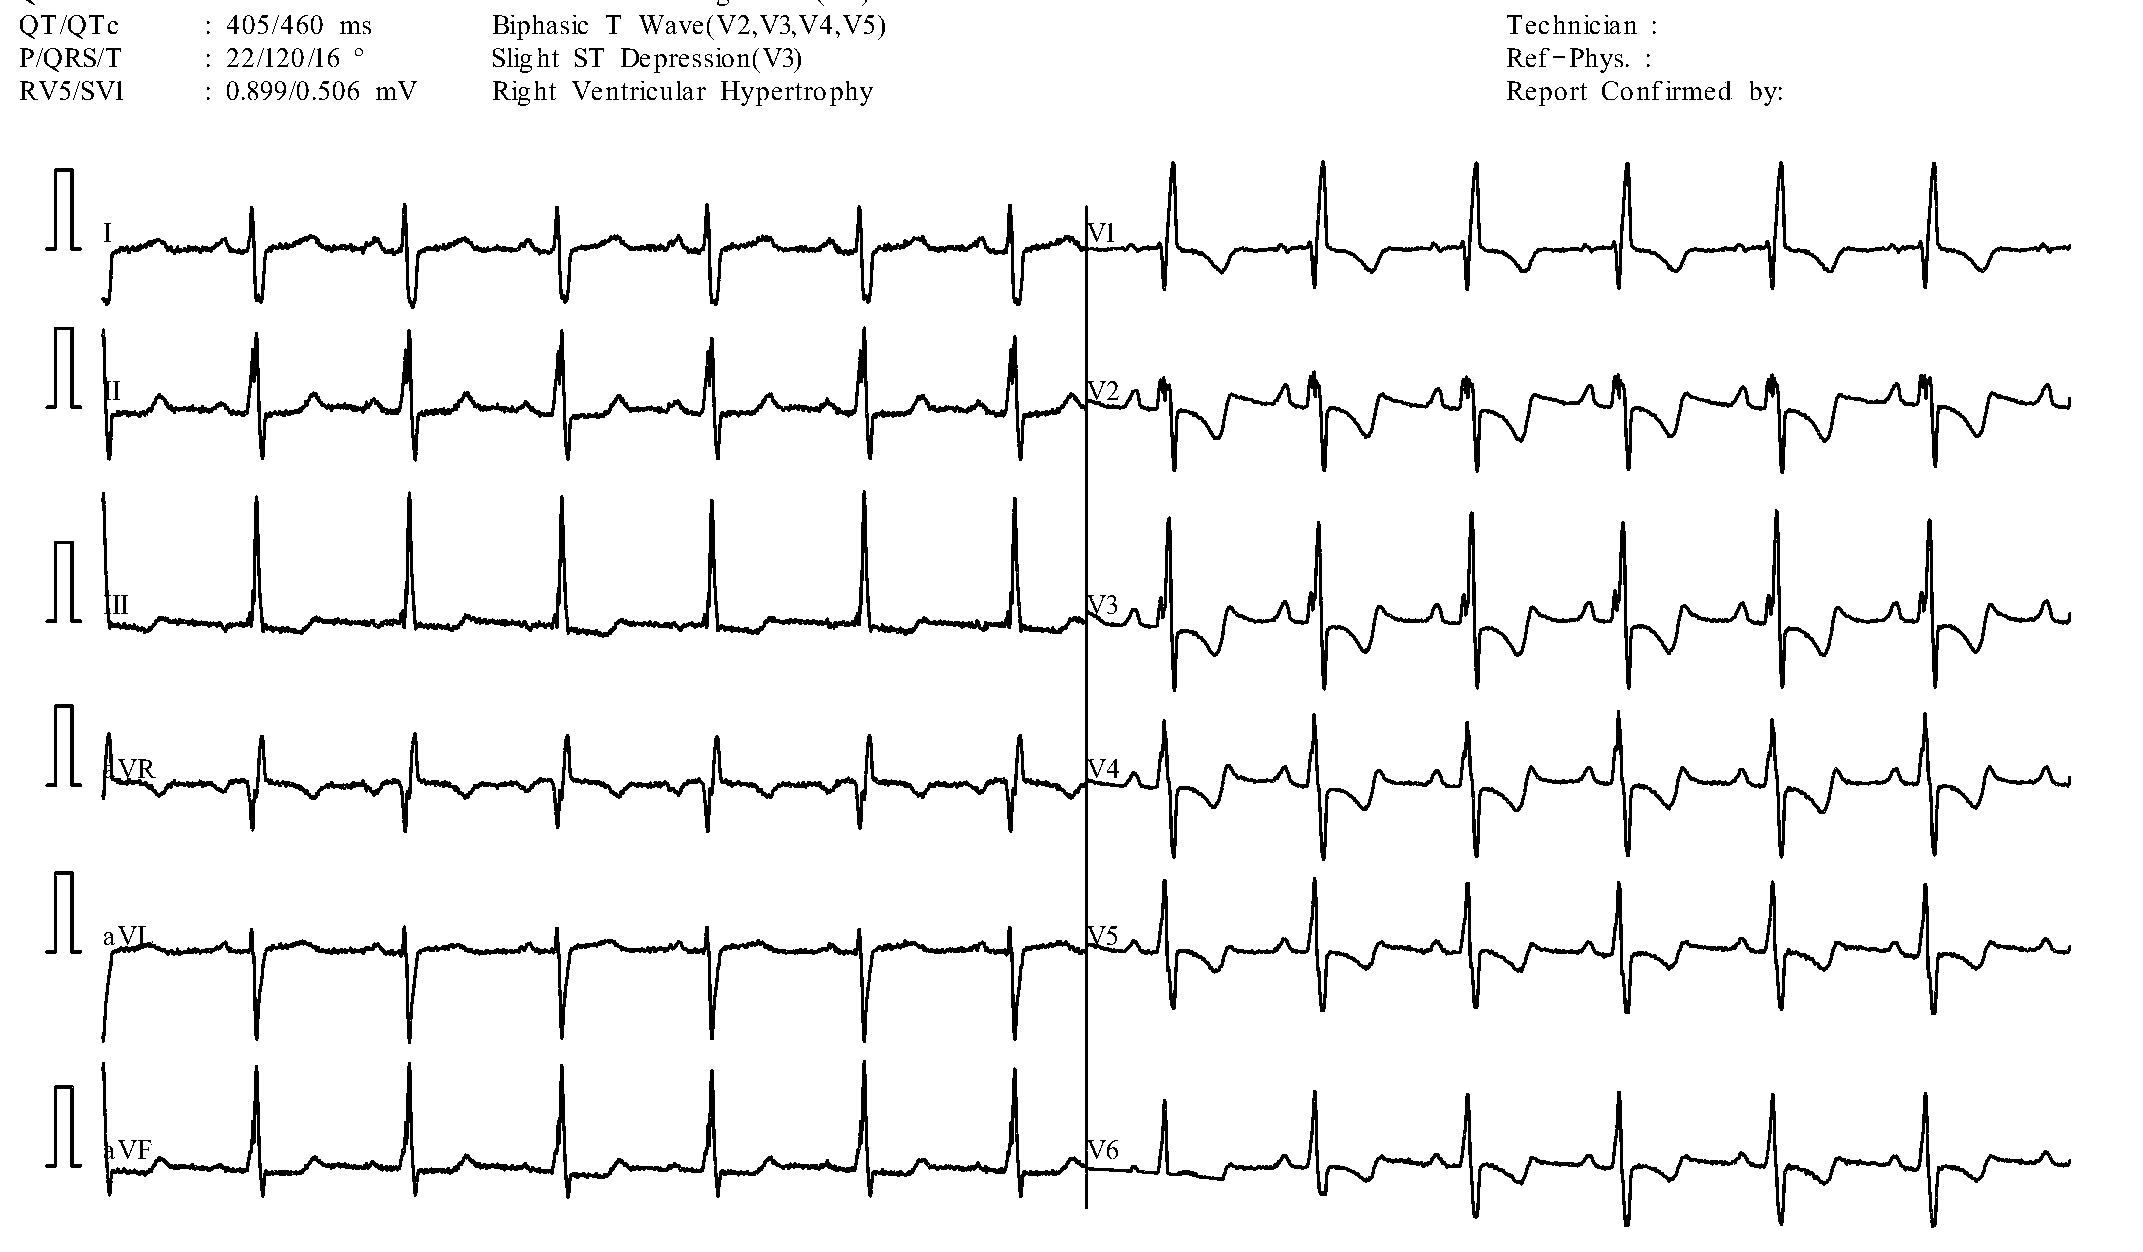 QT/QTc : 405/460 ms
P/QRS/T : 22/120/16 °
RV5/SV1 : 0.899/0.506 mV
Biphasic T Wave(V2,V3,V4,V5)
Slight ST Depression(V3)
Right Ventricular Hypertrophy
Technician :
Ref-Phys. :
Report Confirmed by:
I
II
III
aVR
aVL
aVF
V1
V2
V3
V4
V5
V6